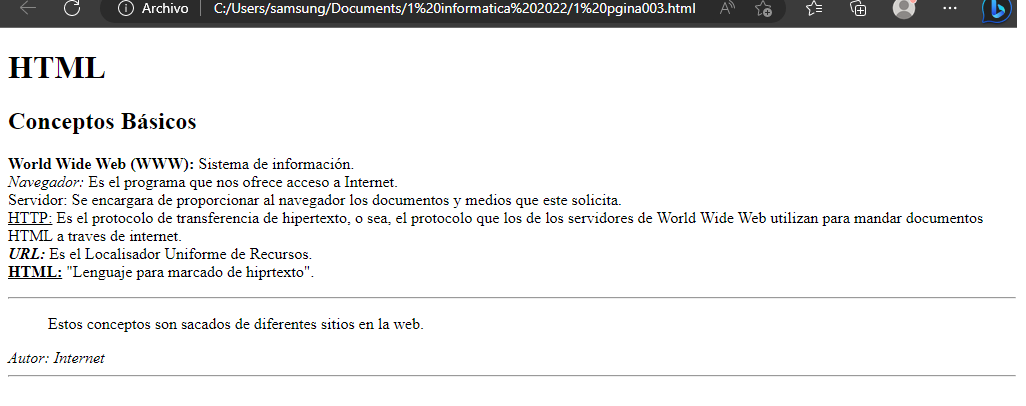 Archivo C:/Users/samsung/Documents/1%20informatica%202022/1%20pgina003.html
HTML
Conceptos Básicos
World Wide Web (WWW): Sistema de información.
Navegador: Es el programa que nos ofrece acceso a Internet.
Servidor: Se encargara de proporcionar al navegador los documentos y medios que este solicita.
HTTP: Es el protocolo de transferencia de hipertexto, o sea, el protocolo que los de los servidores de World Wide Web utilizan para mandar documentos
HTML a traves de internet.
URL: Es el Localisador Uniforme de Recursos.
HTML: "Lenguaje para marcado de hiprtexto".
Estos conceptos son sacados de diferentes sitios en la web.
Autor: Internet